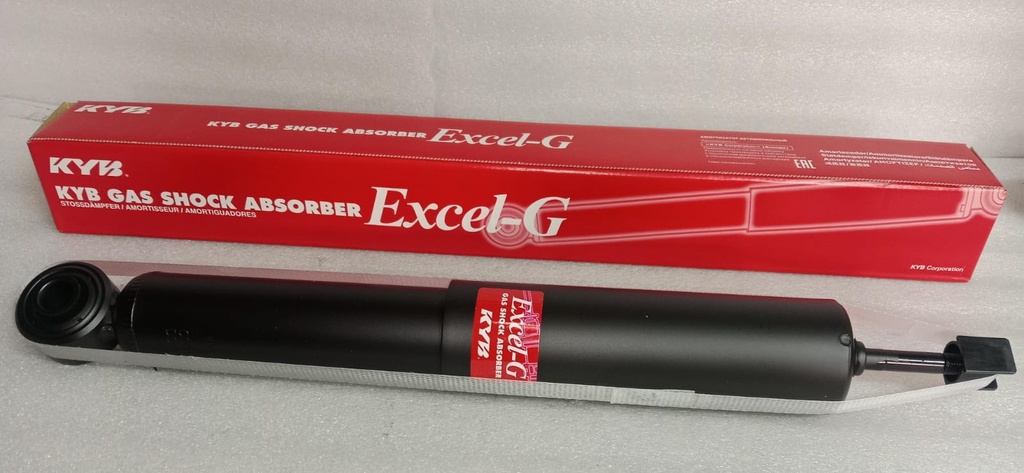 KYB
KYB GAS SHOCK ABSORBER Excel-G
EAC
KYB
KYB GAS SHOCK ABSORBER Excel-G
STOSSDÄMPFER / AMORTISSEUR / AMORTIGUADORES
KYB Corporation
Excel-G
GAS SHOCK ABSORBER
KYB